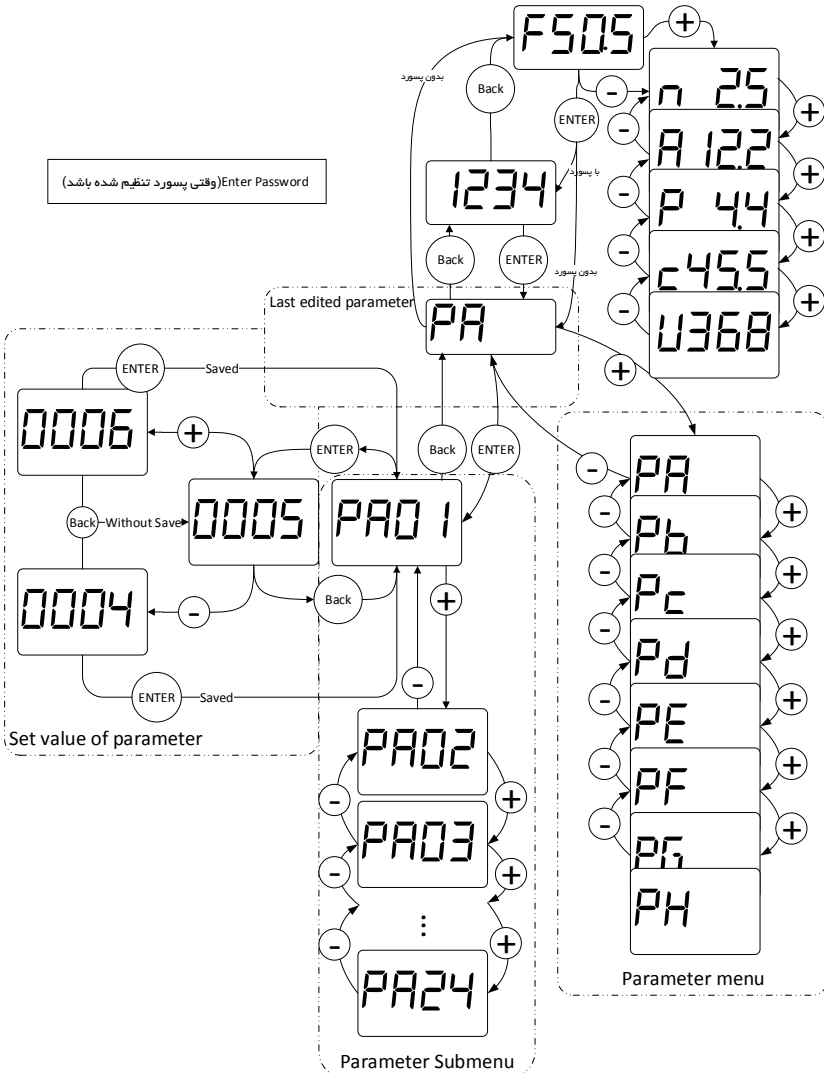 F50.5
+
بدون پسورد
Back
-
n 2.5
+
ENTER
-
A 12.2
Enter Password(وقتی پسورد تنظیم شده باشد)
1234
با پسورد
+
-
P 4.4
+
Back
ENTER
بدون پسورد
-
c45.5
Last edited parameter
PA
-
+
U368
ENTER
Saved
+
0006
+
ENTER
Back
ENTER
-
PA
Back
Without Save
0005
PA01
-
+
Pb
0004
-
Back
+
-
+
Pc
ENTER
Saved
-
-
+
Pd
Set value of parameter
PA02
-
+
PE
-
+
PA03
-
+
PF
-
+
-
+
PG
⋮
-
+
PA24
PH
Parameter menu
Parameter Submenu